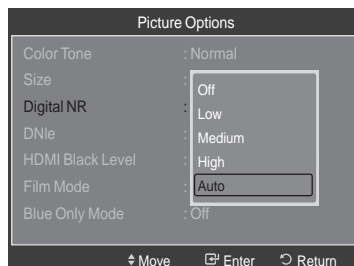 Picture Options
Color Tone : Normal
Size :
Off
Digital NR :
Low
DNIe :
Medium
HDMI Black Level :
High
Film Mode :
Auto
Blue Only Mode : Off
Move Enter Return